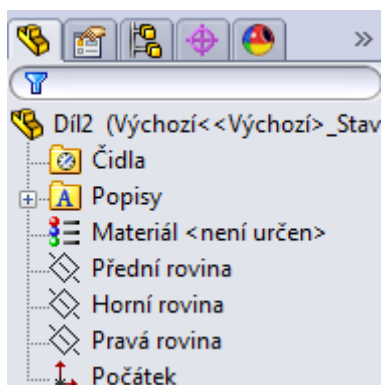 »
Díl2 (Výchozí<<Výchozí>_Stav
Čidla
A Popisy
Materiál <není určen>
Přední rovina
Horní rovina
Pravá rovina
Počátek